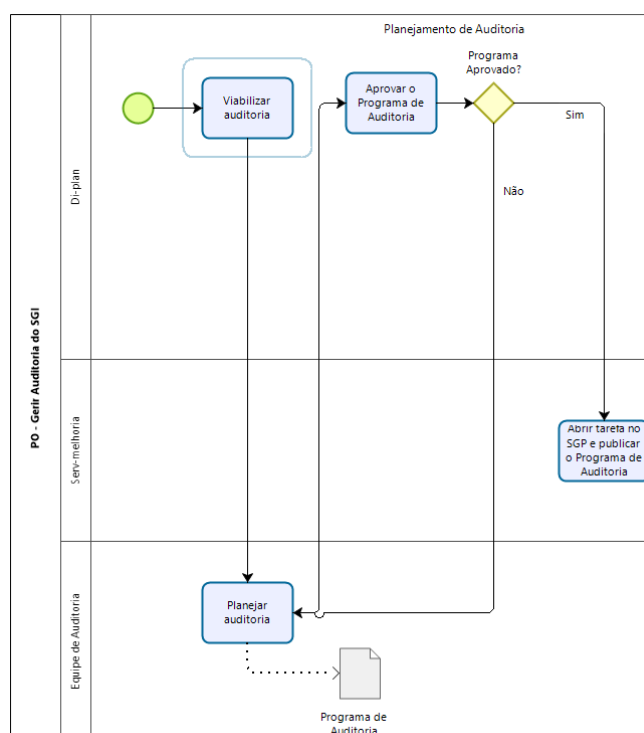 Planejamento de Auditoria
Programa
Aprovado?
Viabilizar
auditoria
Aprovar o
Programa de
Auditoria
Sim
Não
Di-plan
PO - Gerir Auditoria do SGI
Serv-melhoria
Abrir tarefa no
SGP e publicar
o Programa de
Auditoria
Equipe de Auditoria
Planejar
auditoria
Programa de
Auditoria